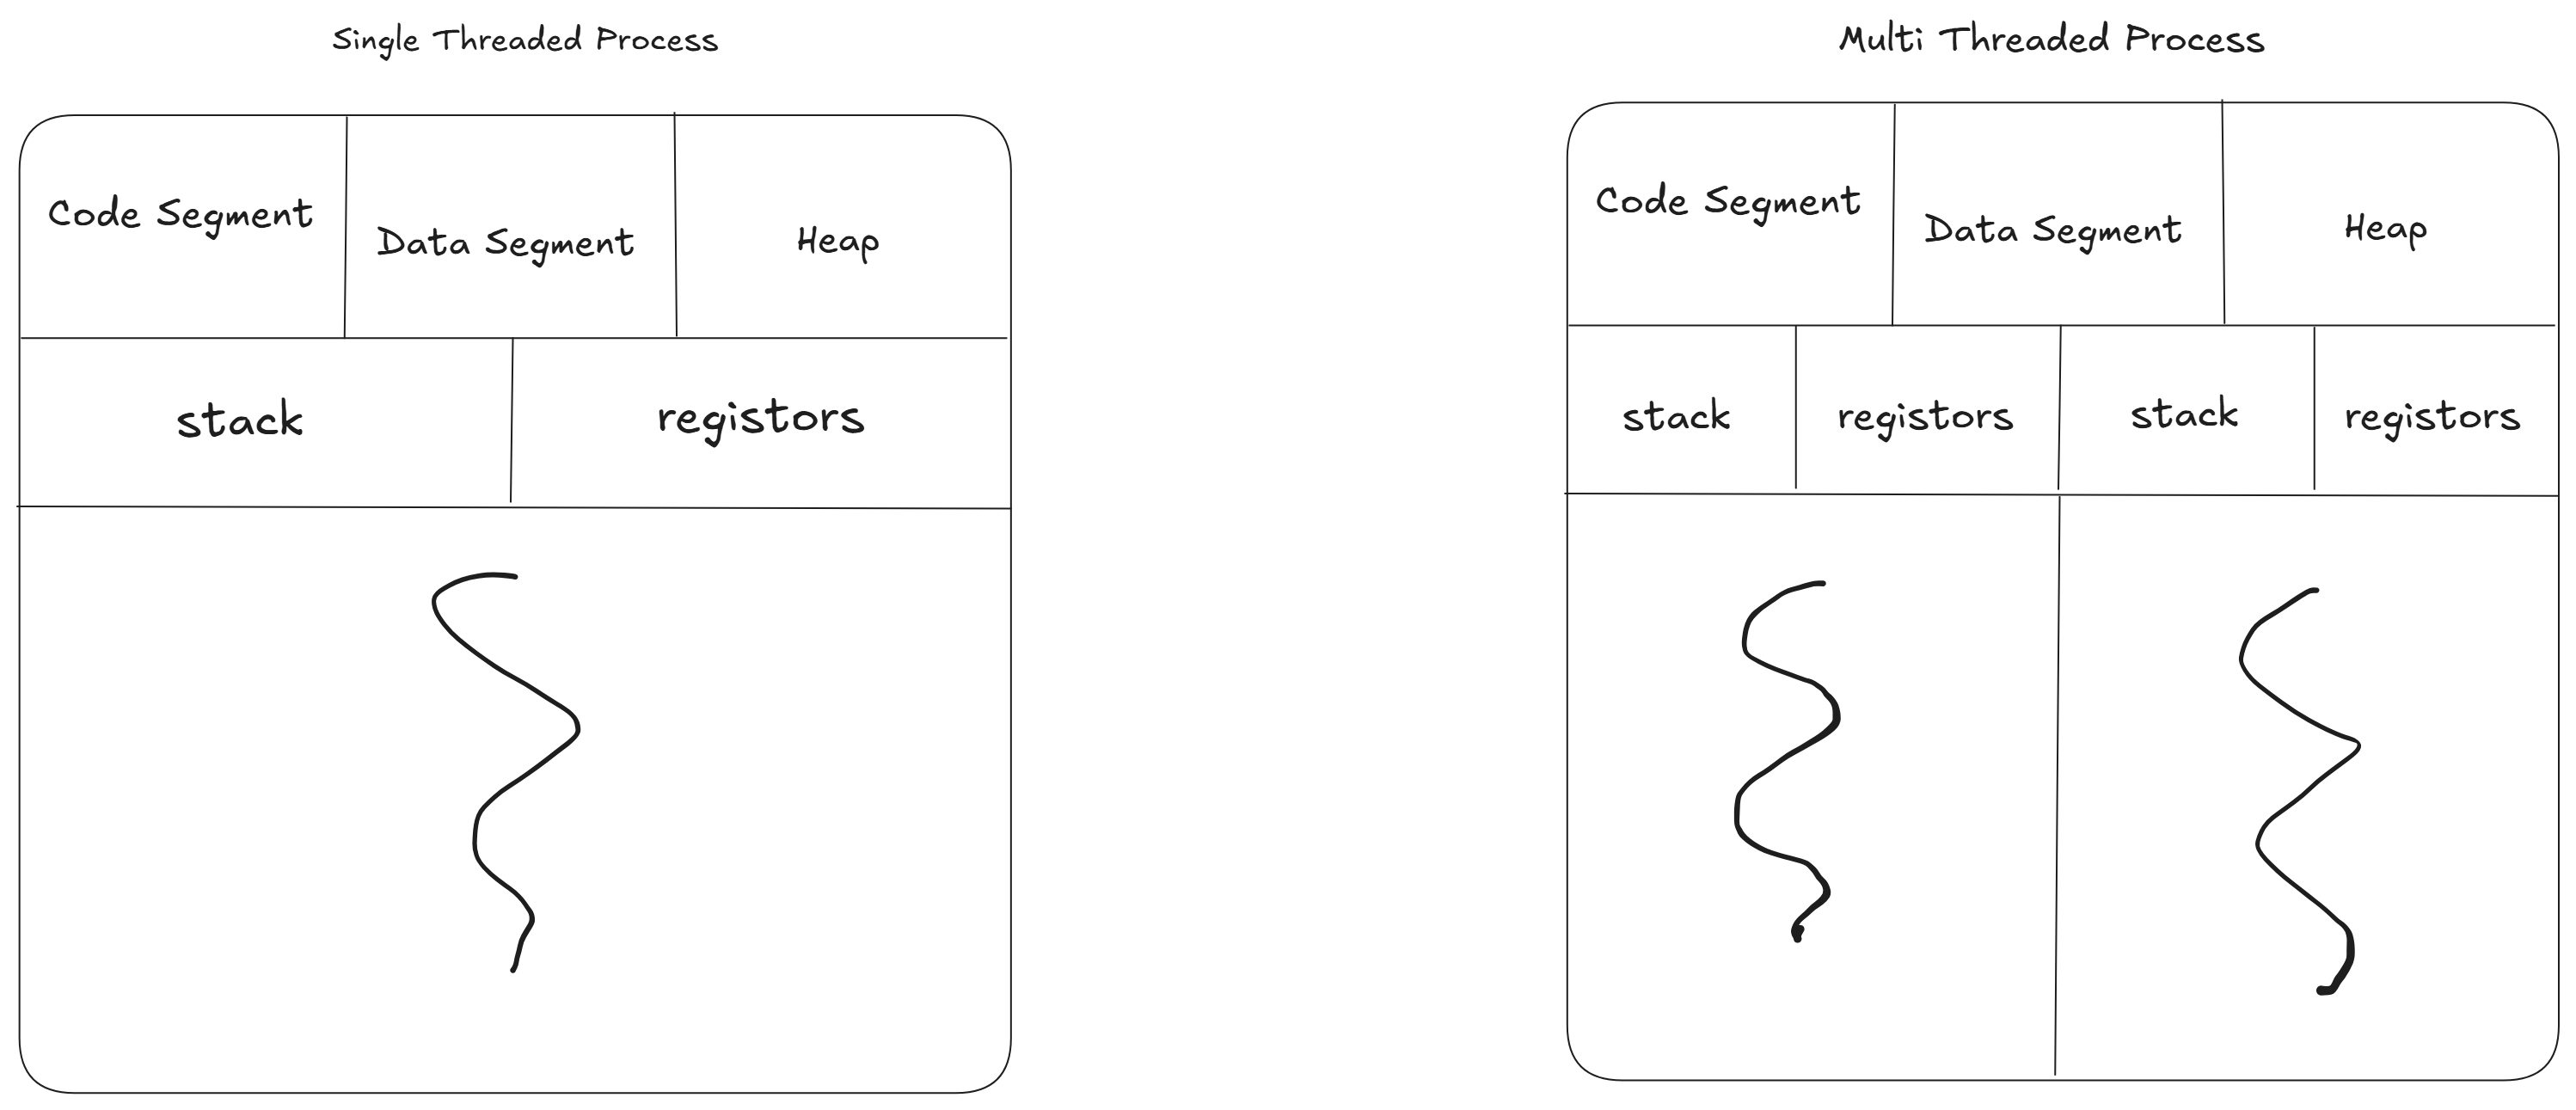 Single Threaded Process
Code Segment
Data Segment
Heap
stack
registors
Multi Threaded Process
Code Segment
Data Segment
Heap
stack
registors
stack
registors